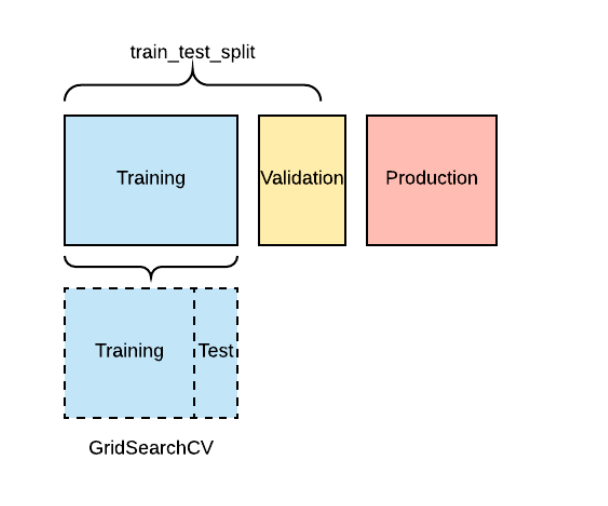 train_test_split
Training
Validation
Production
Training
Test
GridSearchCV